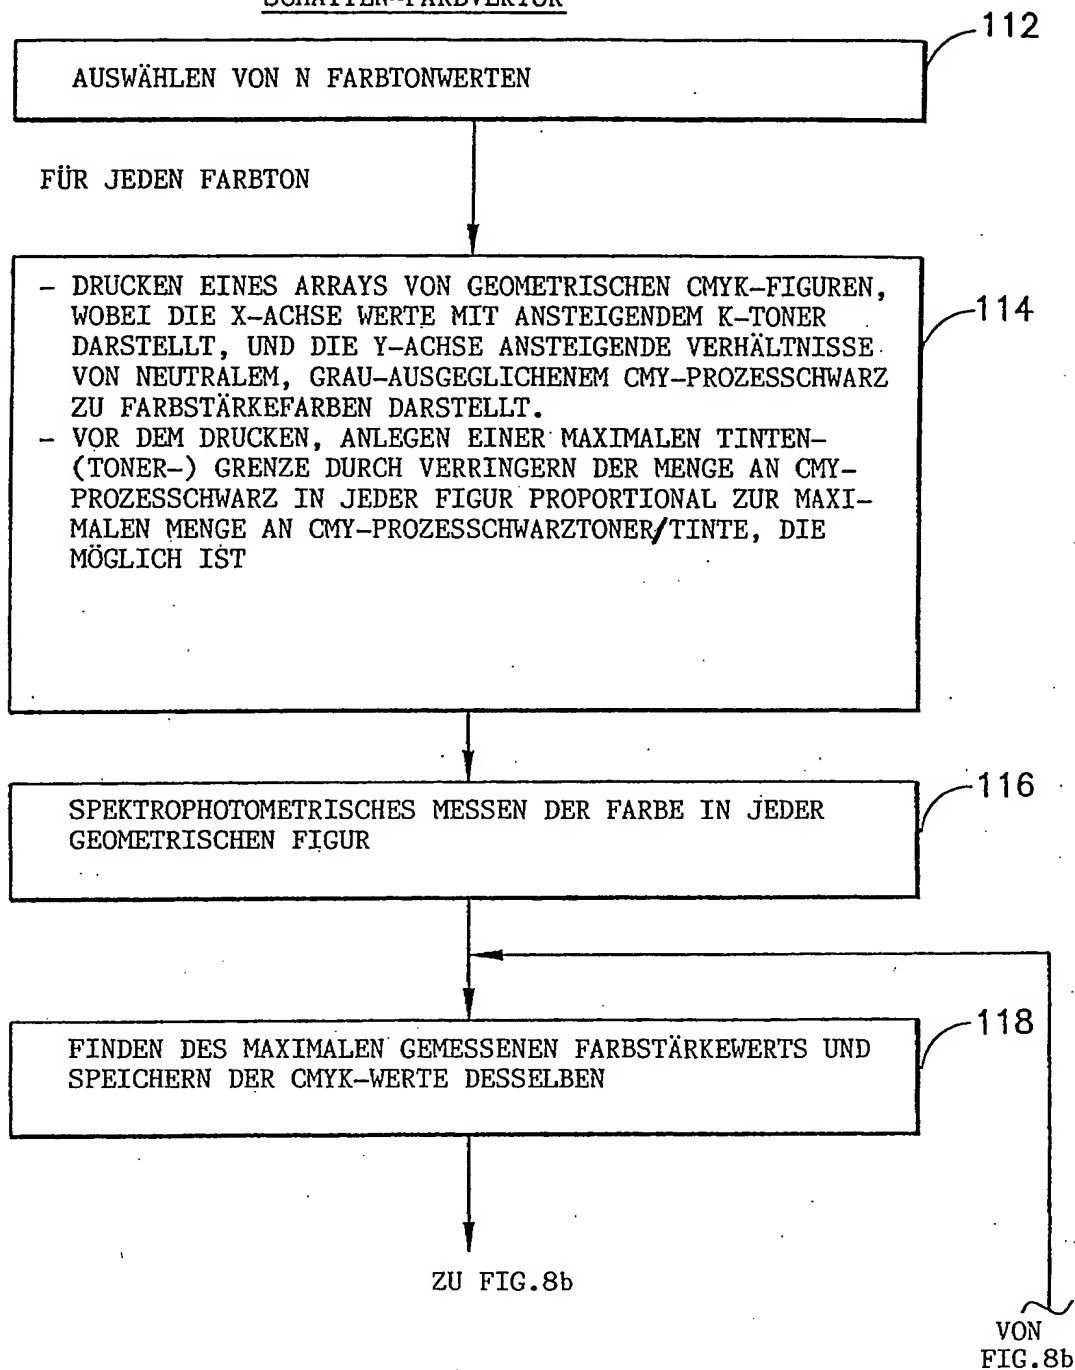 SCHATTEN-FARBVEKTOR
112
AUSWÄHLEN VON N FARBTONWERTEN
FÜR JEDEN FARBTON
114
– DRUCKEN EINES ARRAYS VON GEOMETRISCHEN CMYK-FIGUREN,
WOBEI DIE X-ACHSE WERTE MIT ANSTEIGENDEM K-TONER
DARSTELLT, UND DIE Y-ACHSE ANSTEIGENDE VERHÄLTNISSE
VON NEUTRALEM, GRAU-AUSGEGLICHENEM CMY-PROZESSCHWARZ
ZU FARBSTÄRKEFARBEN DARSTELLT.
– VOR DEM DRUCKEN, ANLEGEN EINER MAXIMALEN TINTEN-
(TONER-) GRENZE DURCH VERRINGERN DER MENGE AN CMY-
PROZESSCHWARZ IN JEDER FIGUR PROPORTIONAL ZUR MAXI-
MALEN MENGE AN CMY-PROZESSCHWARZTONER/TINTE, DIE
MÖGLICH IST
116
SPEKTROPHOTOMETRISCHES MESSEN DER FARBE IN JEDER
GEOMETRISCHEN FIGUR
118
FINDEN DES MAXIMALEN GEMESSENEN FARBSTÄRKEWERTS UND
SPEICHERN DER CMYK-WERTE DESSELBEN
ZU FIG.8b
VON
FIG.8b